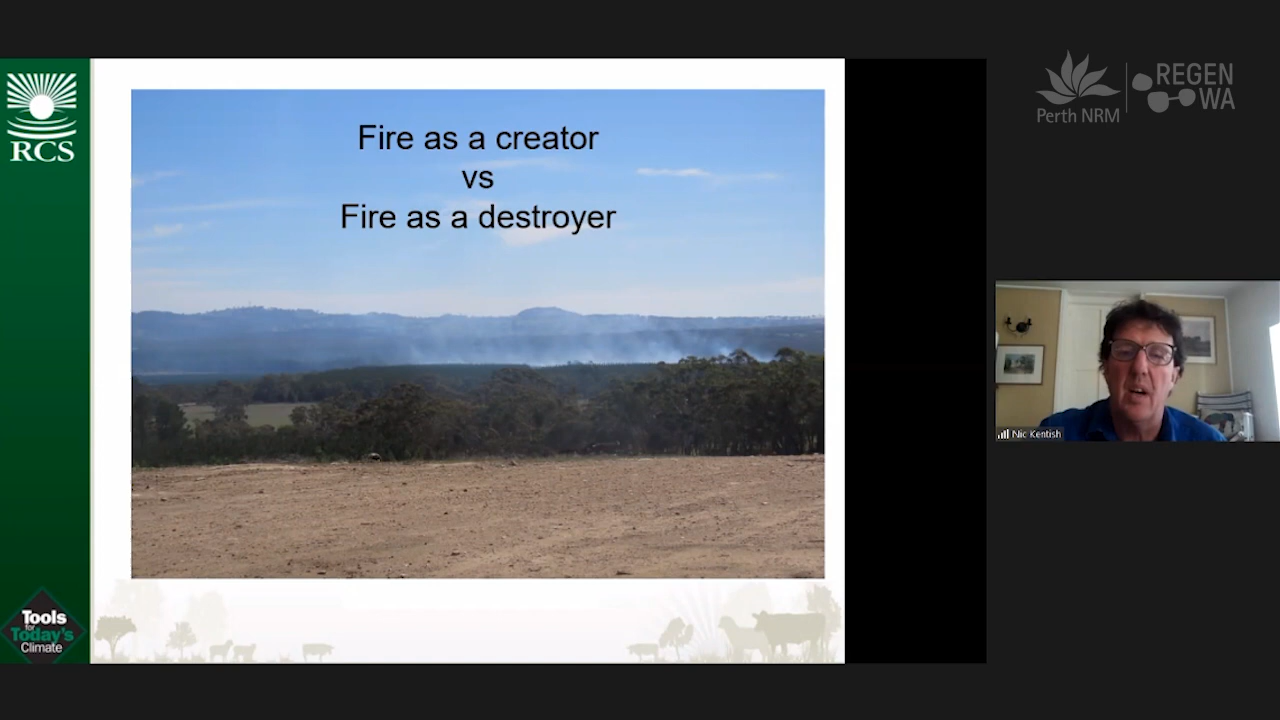 RCS
Fire as a creator
vs
Fire as a destroyer
Tools
for
Today's
Climate
Perth NRM
REGEN
WA
Nic Kentish